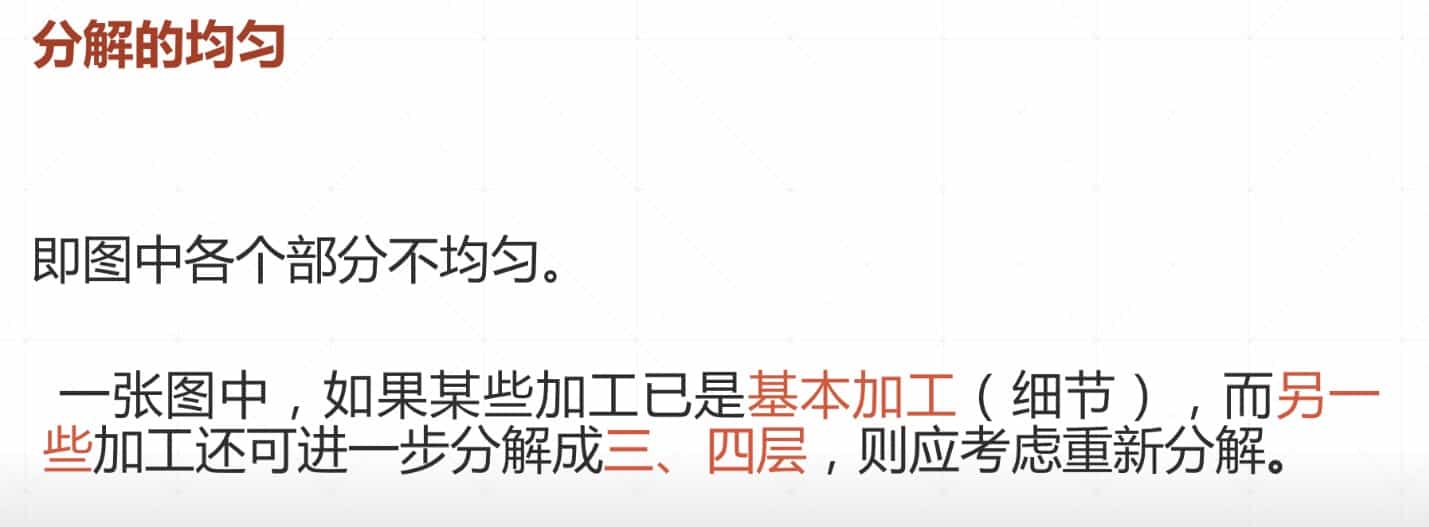 分解的均匀
即图中各个部分不均匀。
一张图中，如果某些加工已是基本加工（细节），而另一
些加工还可进一步分解成三、四层，则应考虑重新分解。